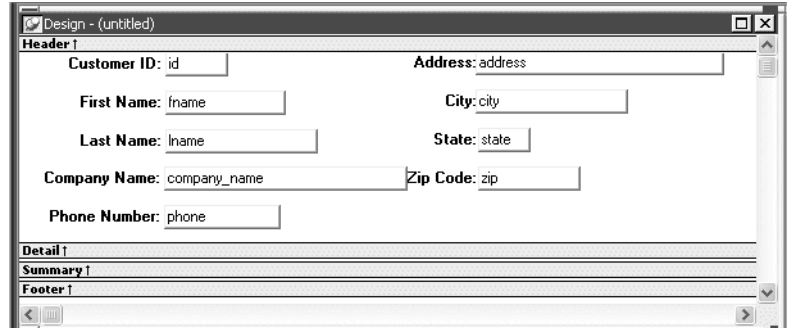 Design - (untitled)
Header ↑
Customer ID: id Address: address
First Name: fname City: city
Last Name: lname State: state
Company Name: company_name Zip Code: zip
Phone Number: phone
Detail ↑
Summary ↑
Footer ↑